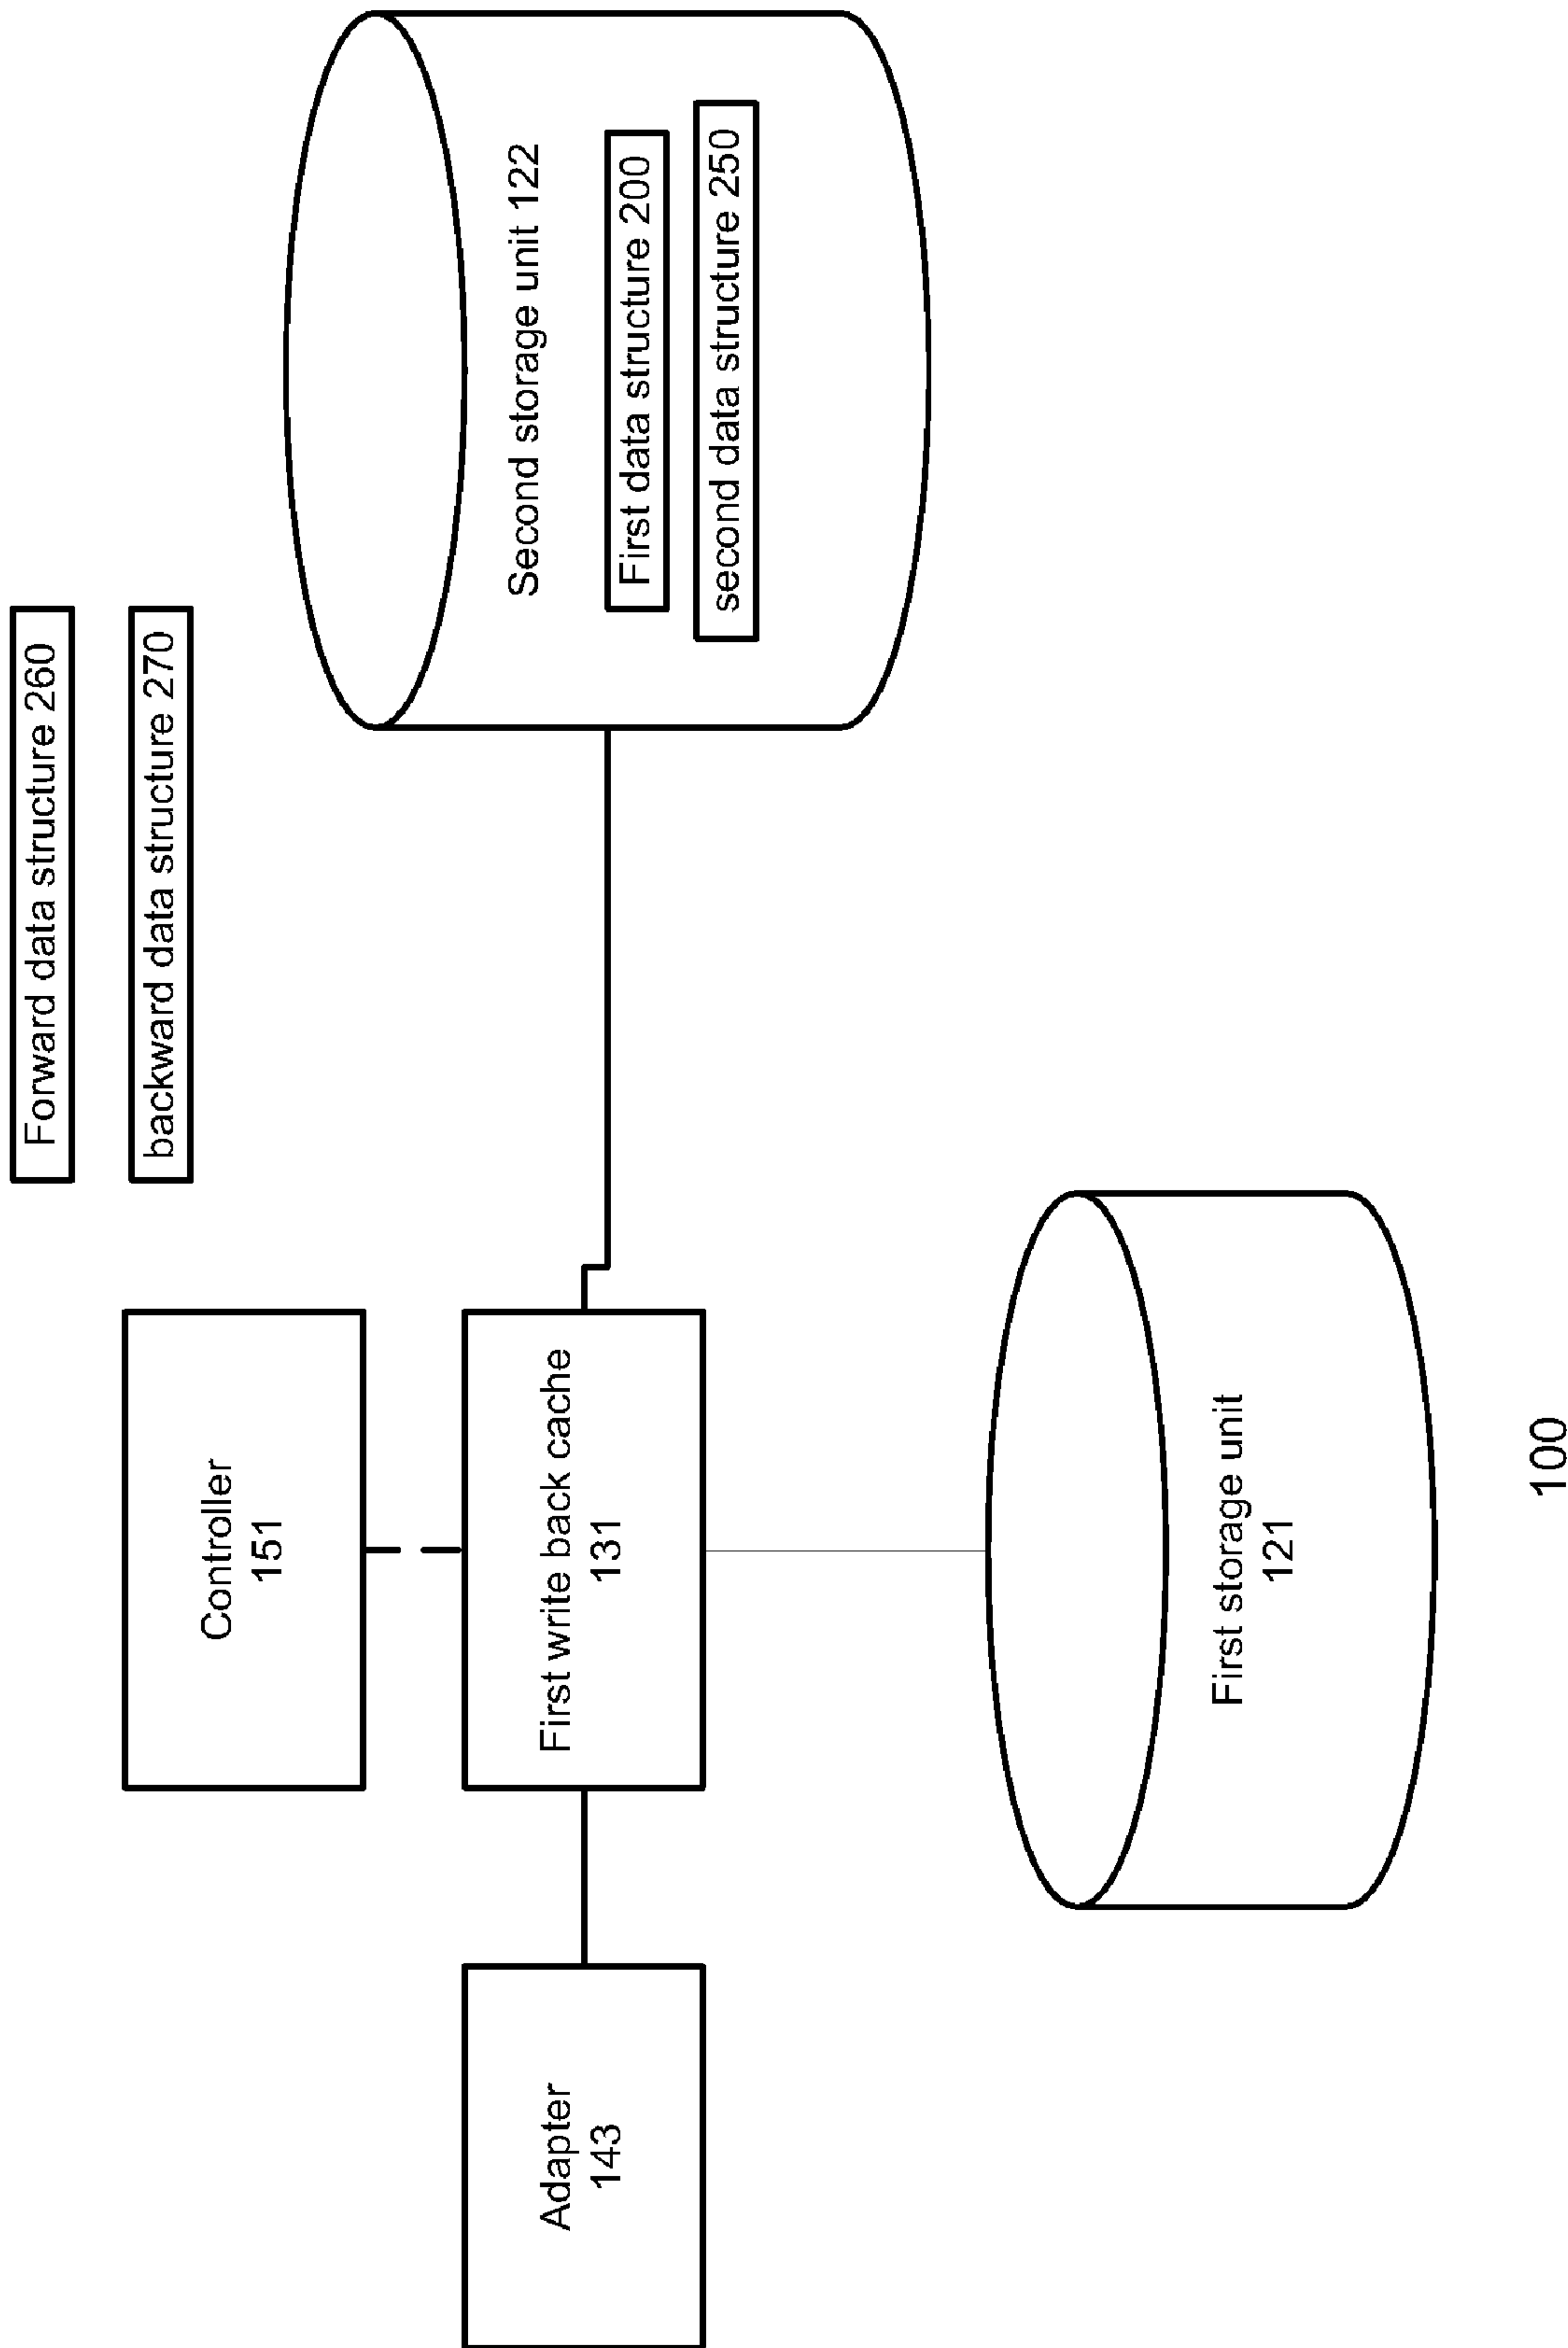 Forward data structure 260
backward data structure 270
Controller
151
Second storage unit 122
First data structure 200
second data structure 250
Adapter
143
First write back cache
131
First storage unit
121
100